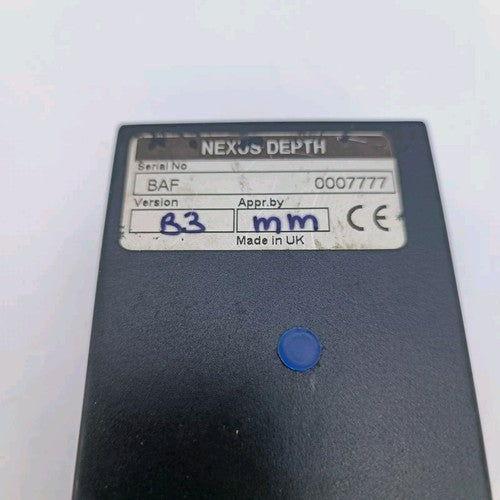 NEXUS DEPTH
Serial No
BAF 0007777
Version Appr.by
B3 mm CE
Made in UK